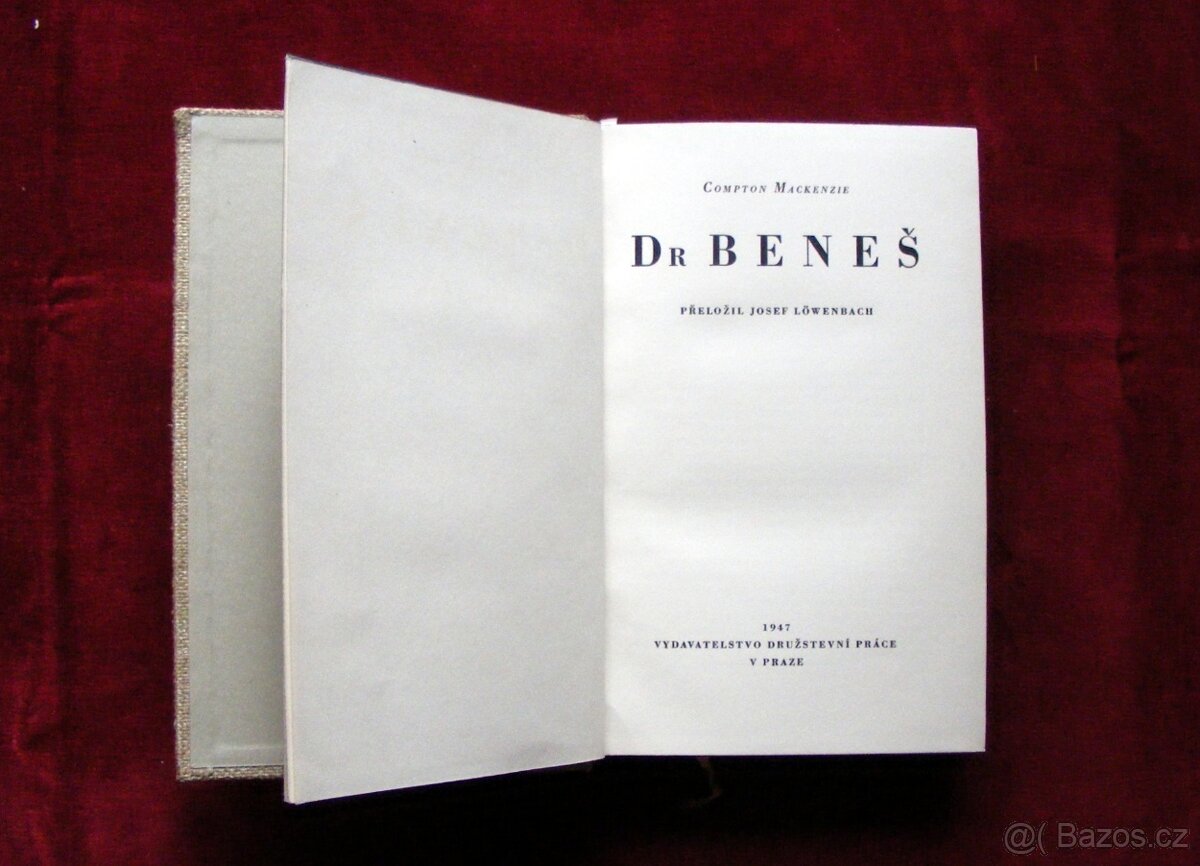 Compton Mackenzie
Dr BENEŠ
PŘELOŽIL JOSEF LÖWENBACH
1947
VYDAVATELSTVO DRUŽSTEVNÍ PRÁCE
V PRAZE
@( Bazos.cz